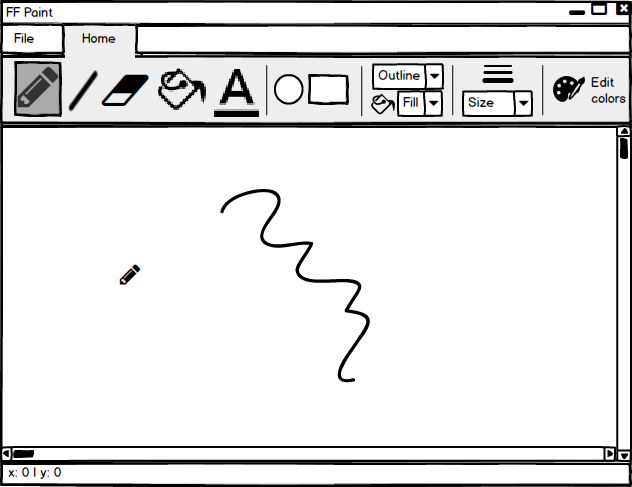 FF Paint
File
Home
A
Outline
Fill
Size
Edit
colors
x: 0 | y: 0